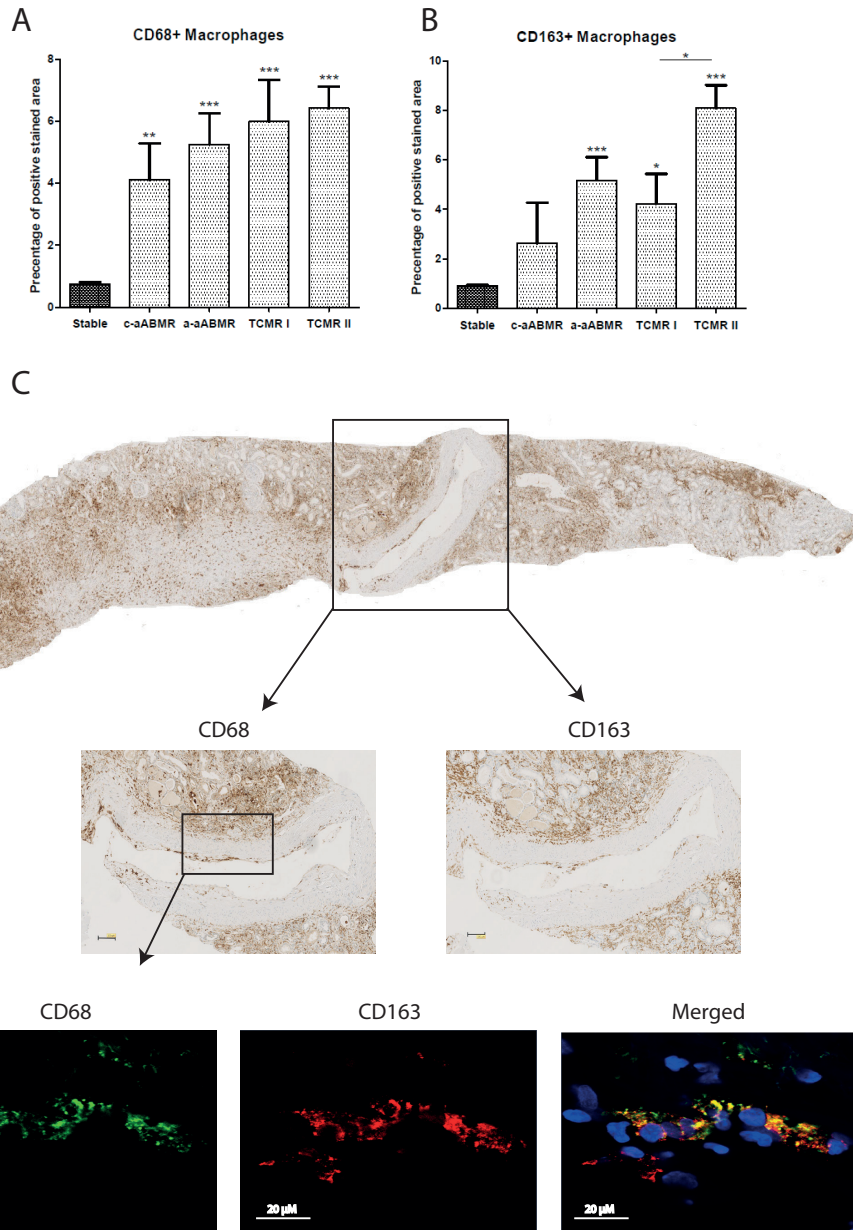 A
CD68+ Macrophages
Precentage of positive stained area
8
6
4
2
0
**
***
***
***
Stable c-aABMR a-aABMR TCMR I TCMR II
B
CD163+ Macrophages
Precentage of positive stained area
10
8
6
4
2
0
***
*
*
***
Stable c-aABMR a-aABMR TCMR I TCMR II
C
CD68 CD163
CD68 CD163 Merged
20 µM 20 µM